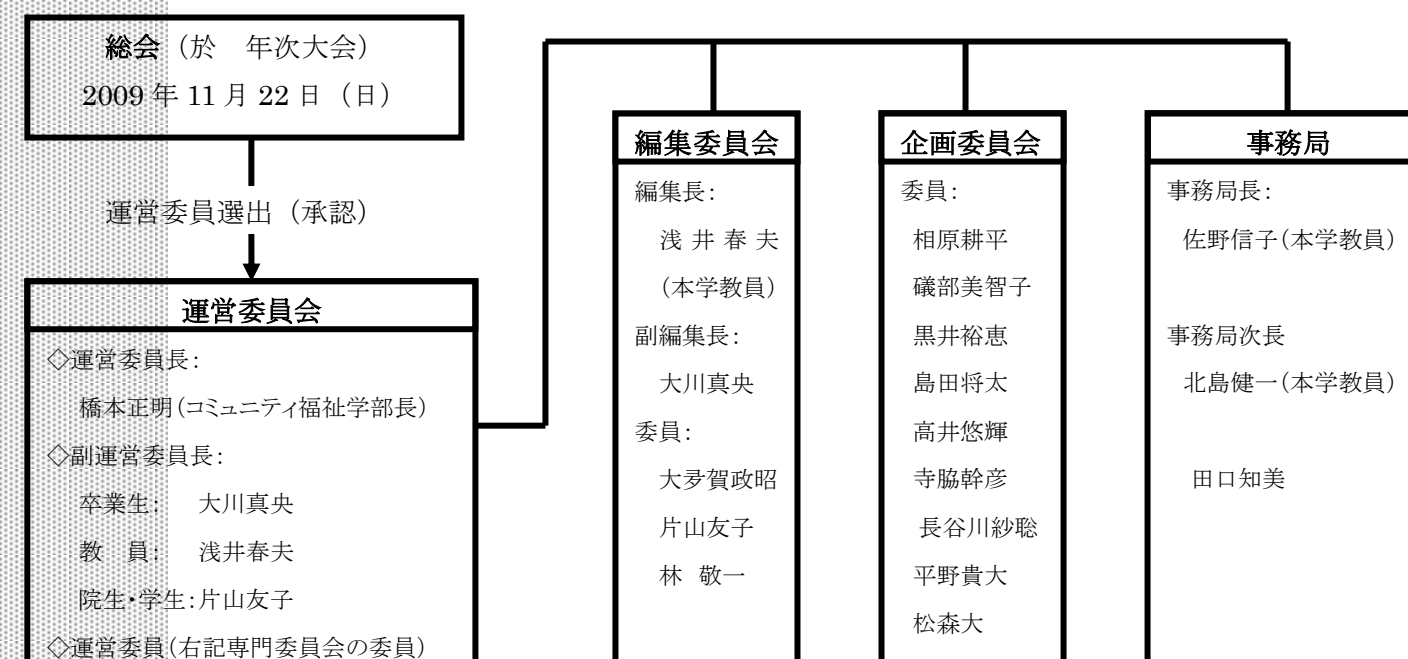 総会（於　年次大会）
2009年11月22日（日）
運営委員選出（承認）
運営委員会
◇運営委員長：
橋本正明（コミュニティ福祉学部長）
◇副運営委員長：
卒業生：　大川真央
教　員：　浅井春夫
院生・学生：片山友子
◇運営委員（右記専門委員会の委員）
編集委員会
編集長：
浅 井 春 夫
（本学教員）
副編集長：
大川真央
委員：
大夛賀政昭
片山友子
林　敬一
企画委員会
委員：
相原耕平
礒部美智子
黒井裕恵
島田将太
高井悠輝
寺脇幹彦
長谷川紗聡
平野貴大
松森大
事務局
事務局長：
佐野信子（本学教員）
事務局次長
北島健一（本学教員）
田口知美